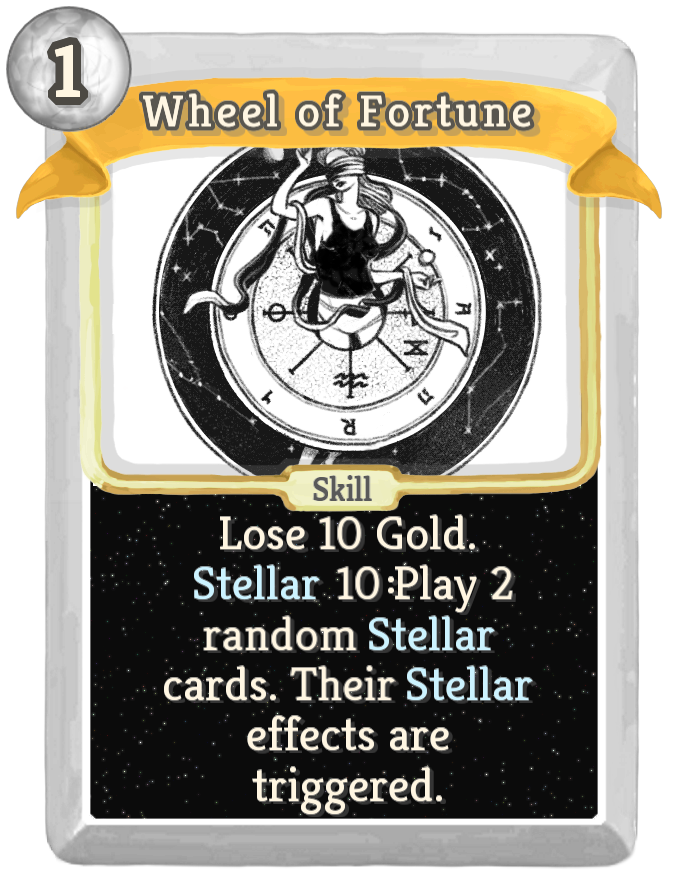 1
Wheel of Fortune
Skill
Lose 10 Gold.
Stellar 10:Play 2
random Stellar
cards. Their Stellar
effects are
triggered.